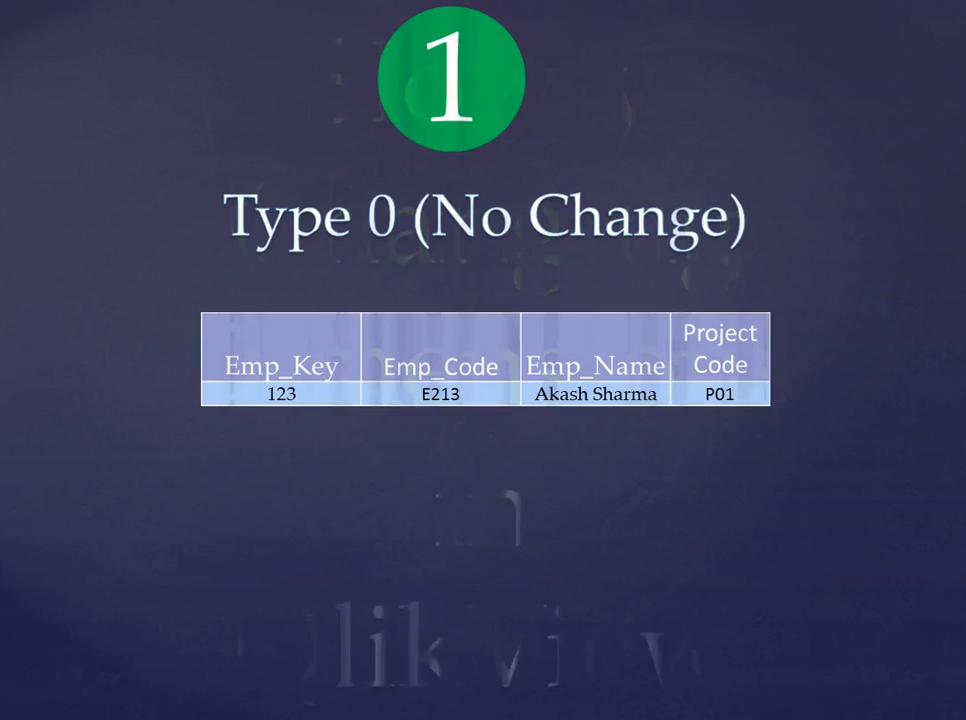 1
Type 0 (No Change)
Emp_Key Emp_Code Emp_Name Project Code
123 E213 Akash Sharma P01